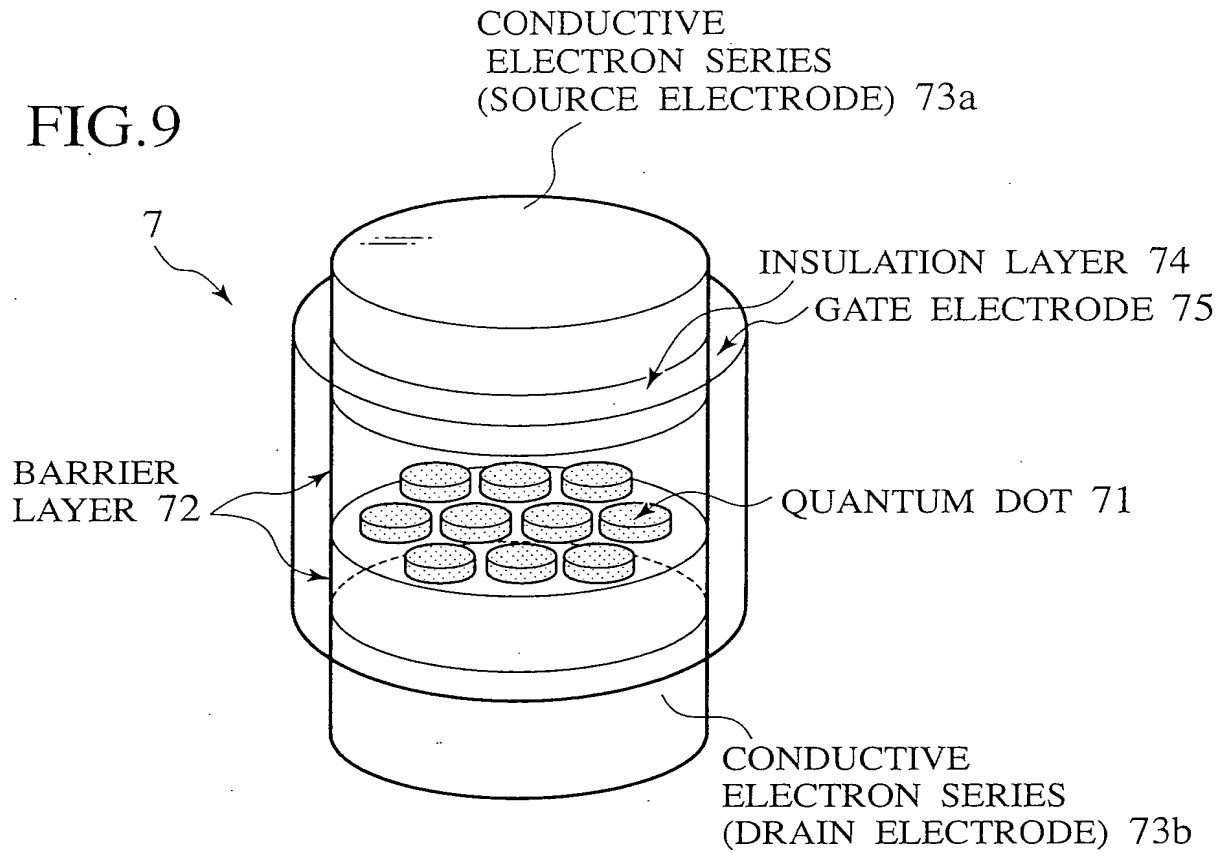 CONDUCTIVE
ELECTRON SERIES
(SOURCE ELECTRODE) 73a
FIG.9
7
INSULATION LAYER 74
GATE ELECTRODE 75
BARRIER
LAYER 72
QUANTUM DOT 71
CONDUCTIVE
ELECTRON SERIES
(DRAIN ELECTRODE) 73b